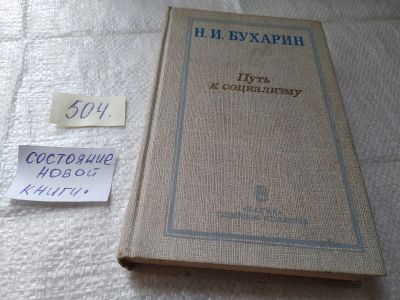 Н. И. БУХАРИН
Путь
к социализму
504.
СОСТОЯНИЕ
НОВОЙ
КНИГИ.